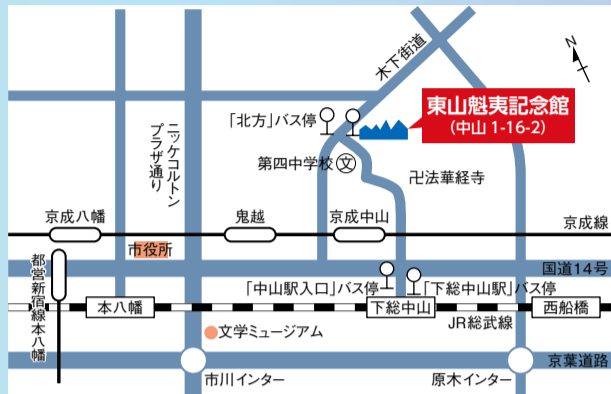 木下街道
N
東山魁夷記念館
(中山 1-16-2)
「北方」バス停
ニッケコルトン
プラザ通り
第四中学校
文
卍法華経寺
京成八幡
鬼越
京成中山
京成線
市役所
都営新宿線本八幡
国道14号
「中山駅入口」バス停
「下総中山駅」バス停
本八幡
下総中山
西船橋
JR総武線
文学ミュージアム
京葉道路
市川インター
原木インター